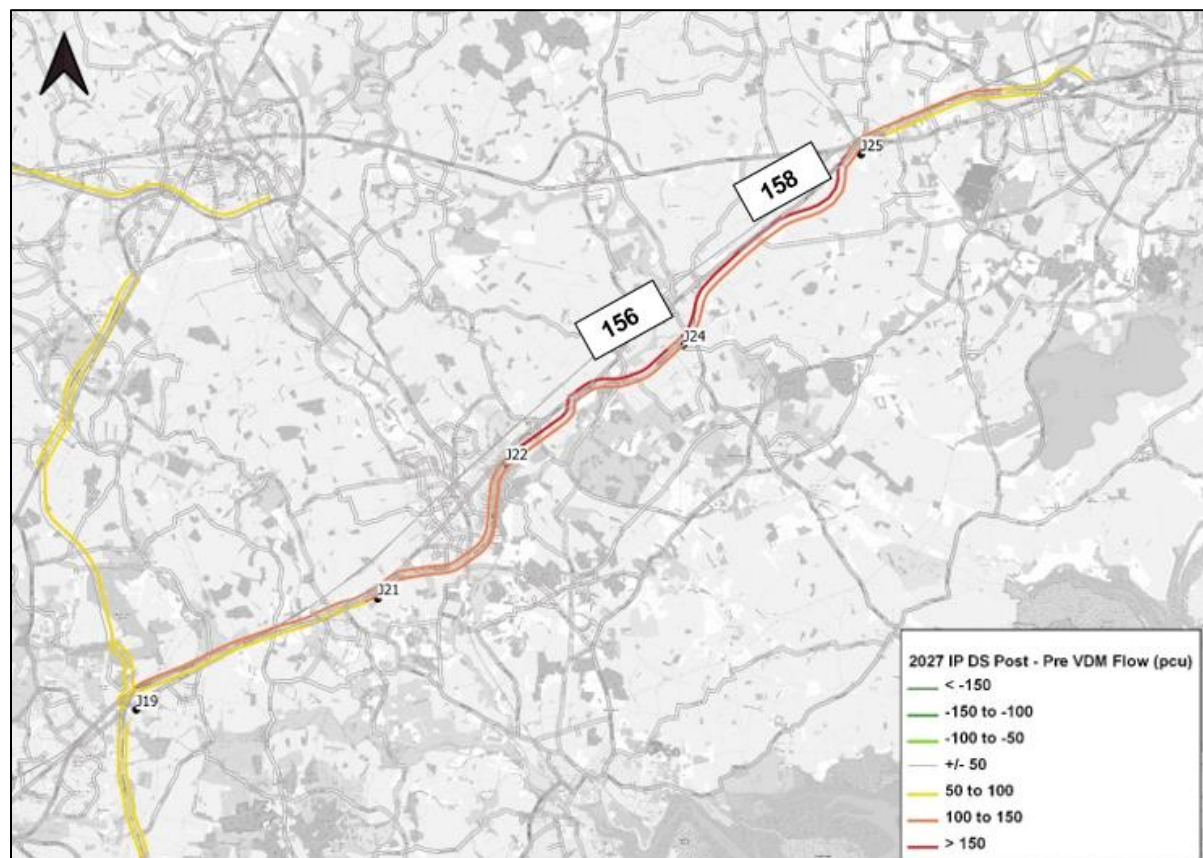 J25
158
156
J24
J22
J21
J19
2027 IP DS Post - Pre VDM Flow (pcu)
< -150
-150 to -100
-100 to -50
+/- 50
50 to 100
100 to 150
> 150